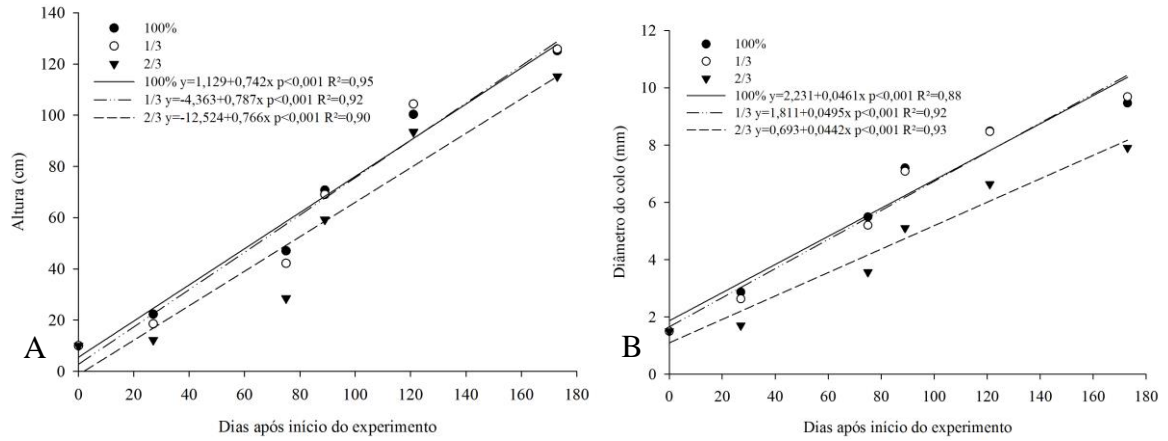 140
120
100
80
60
40
20
0
Altura (cm)
100%
1/3
2/3
100% y=1,129+0,742x p<0,001 R²=0,95
1/3 y=-4,363+0,787x p<0,001 R²=0,92
2/3 y=-12,524+0,766x p<0,001 R²=0,90
A
0 20 40 60 80 100 120 140 160 180
Dias após início do experimento
12
10
8
6
4
2
0
Diâmetro do colo (mm)
100%
1/3
2/3
100% y=2,231+0,0461x p<0,001 R²=0,88
1/3 y=1,811+0,0495x p<0,001 R²=0,92
2/3 y=0,693+0,0442x p<0,001 R²=0,93
B
0 20 40 60 80 100 120 140 160 180
Dias após início do experimento